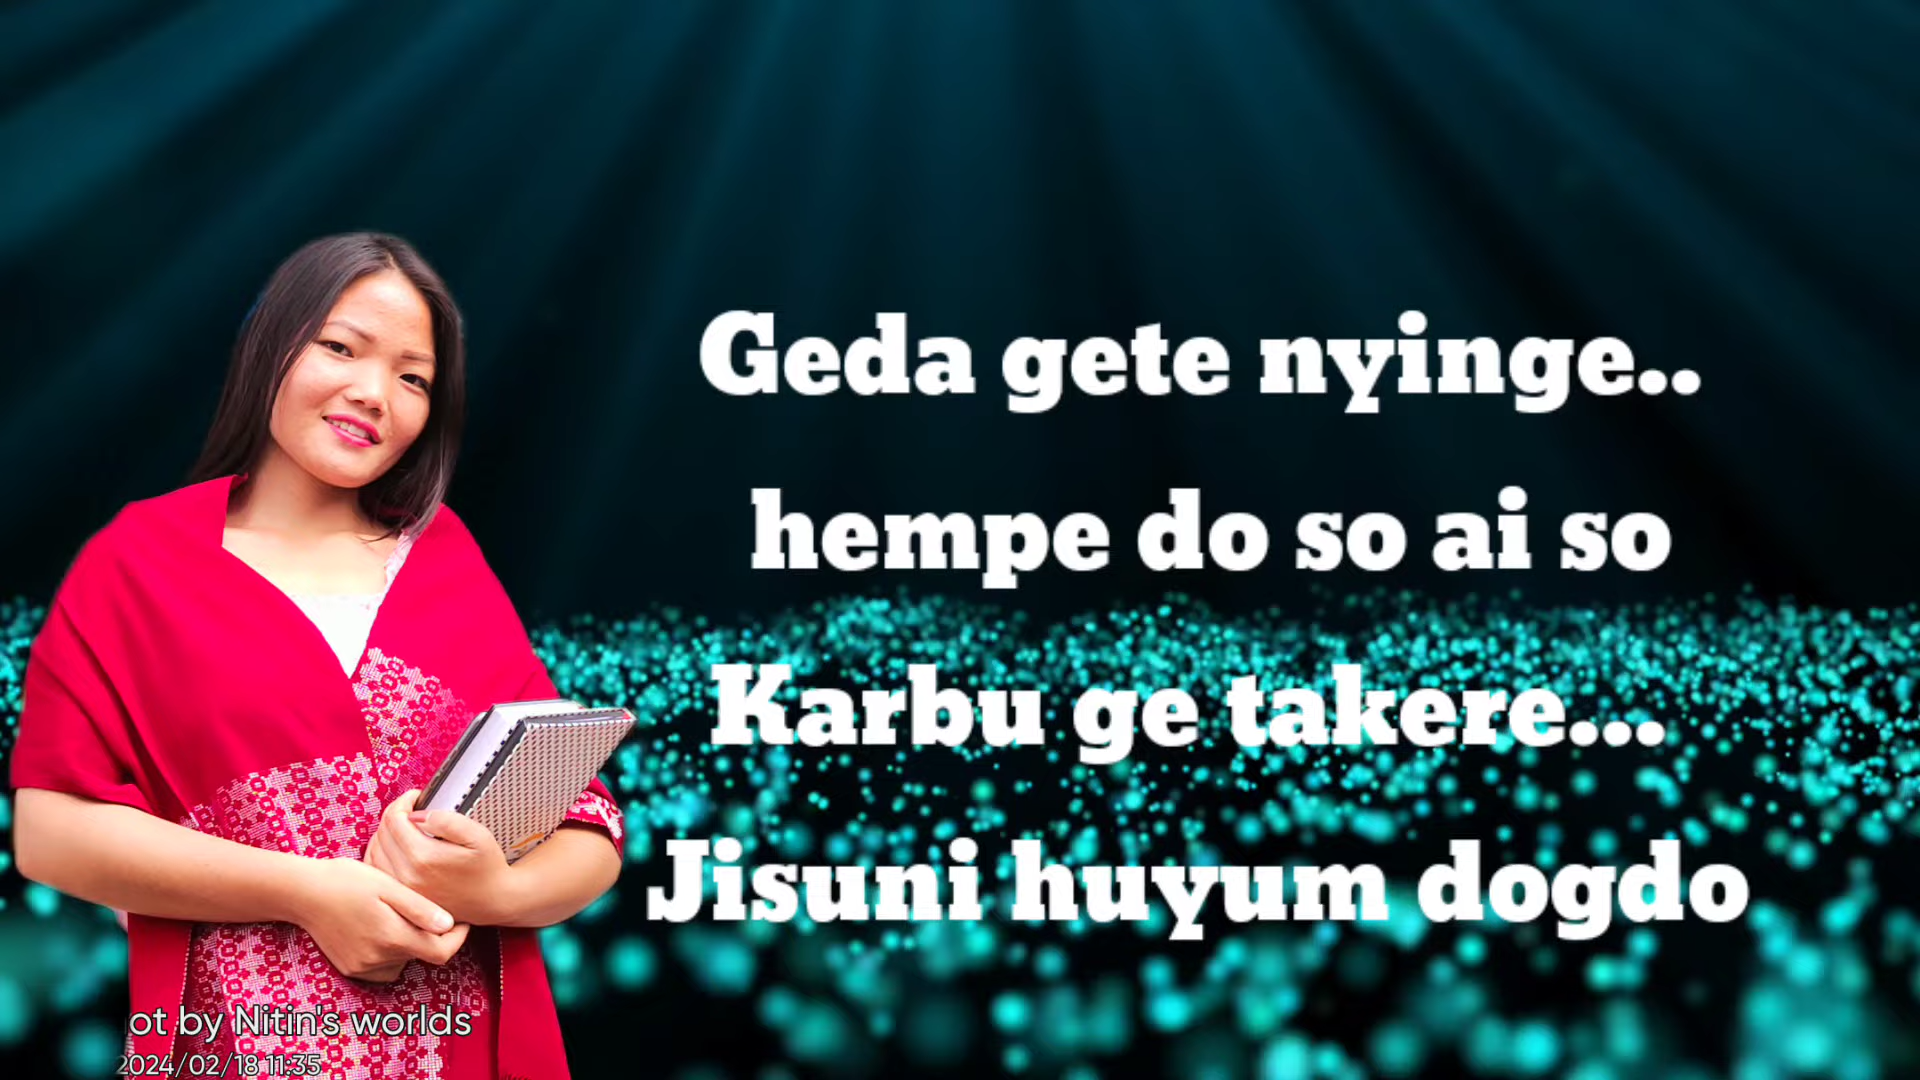 Geda gete nyinge..
hempe do so ai so
Karbu ge takere...
Jisuni huyum dogdo
by Nitin's worlds
2024/02/18 11:35